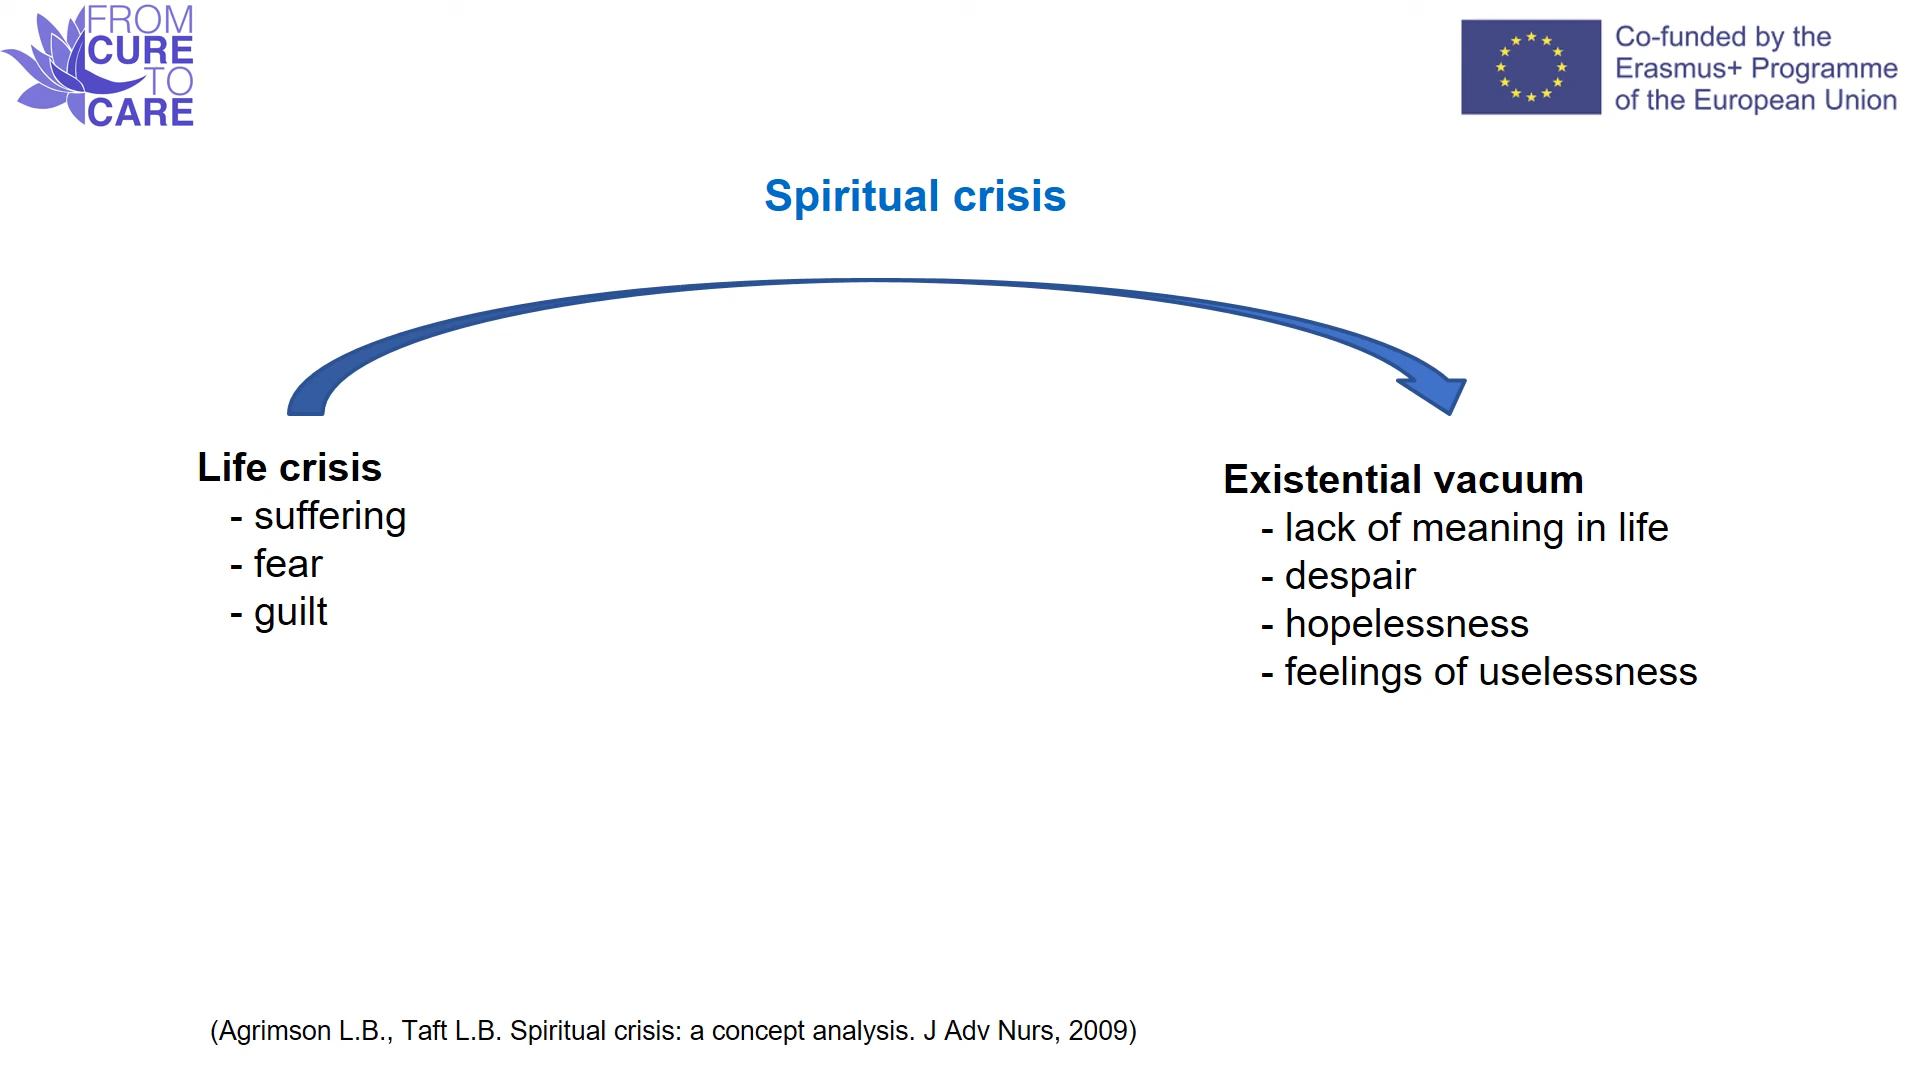 FROM
CURE
TO
CARE
Co-funded by the
Erasmus+ Programme
of the European Union
Spiritual crisis
Life crisis
- suffering
- fear
- guilt
Existential vacuum
- lack of meaning in life
- despair
- hopelessness
- feelings of uselessness
(Agrimson L.B., Taft L.B. Spiritual crisis: a concept analysis. J Adv Nurs, 2009)